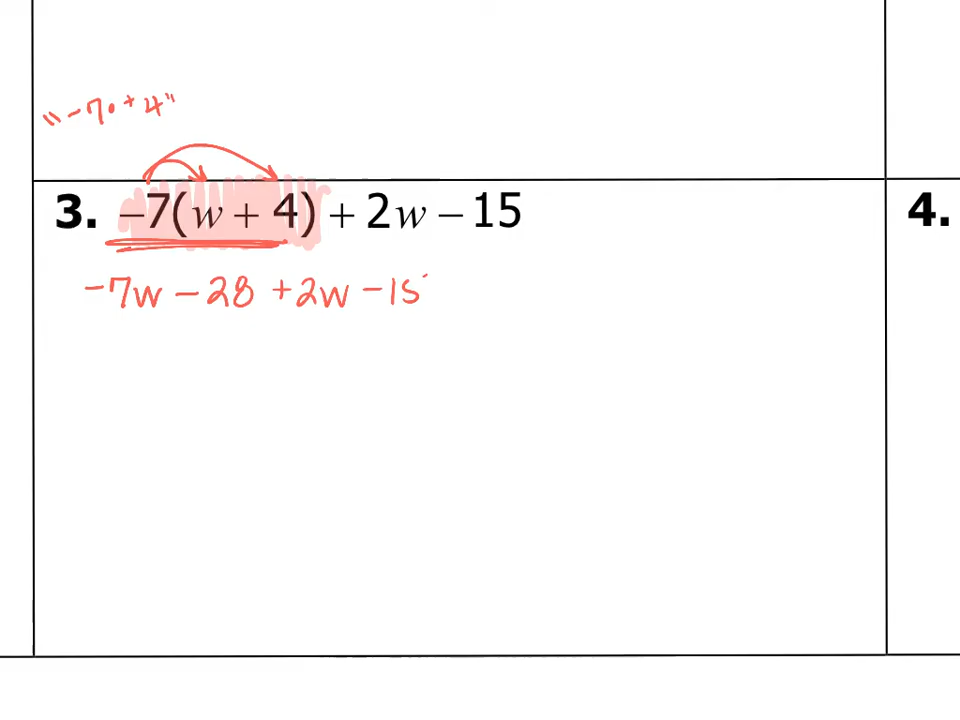 "-7• +4"
3. −7(w + 4) + 2w − 15
4.
-7w - 28 +2w -15